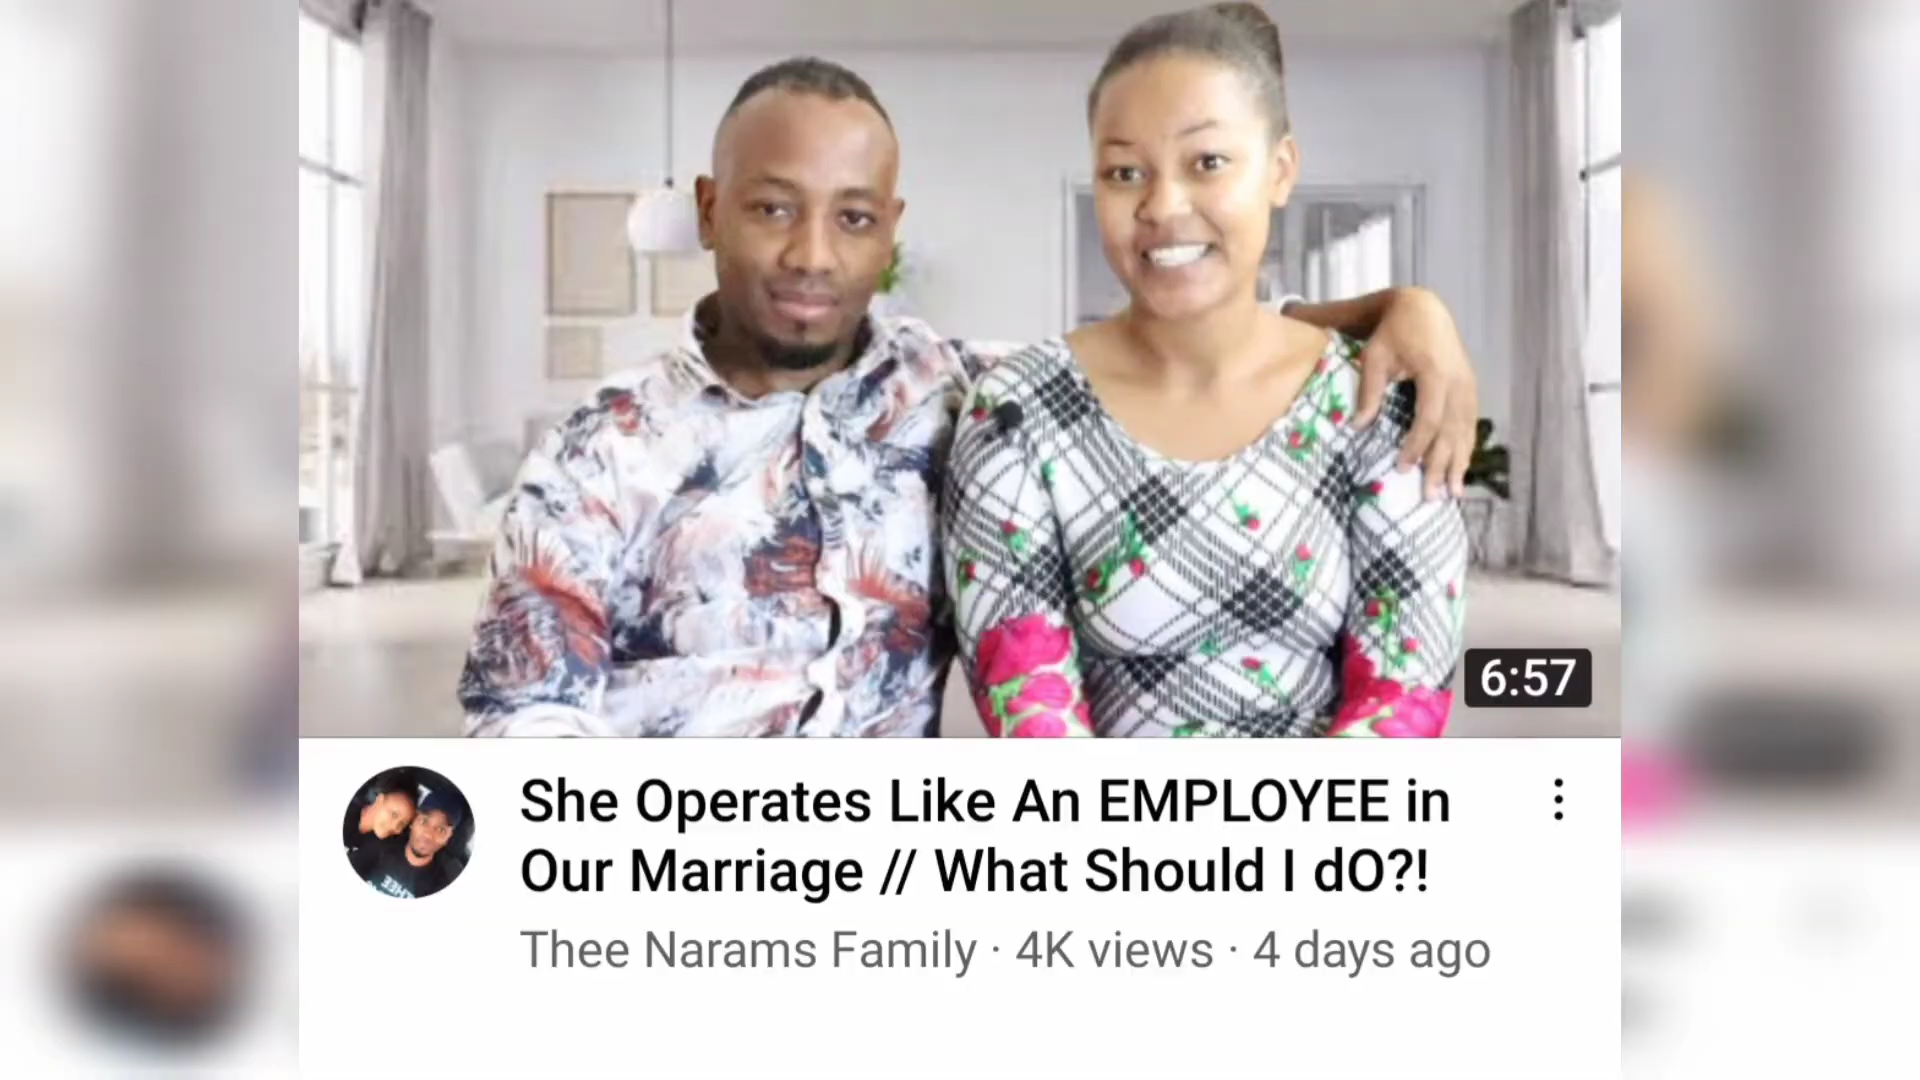 6:57
She Operates Like An EMPLOYEE in
Our Marriage // What Should I dO?!
Thee Narams Family · 4K views · 4 days ago